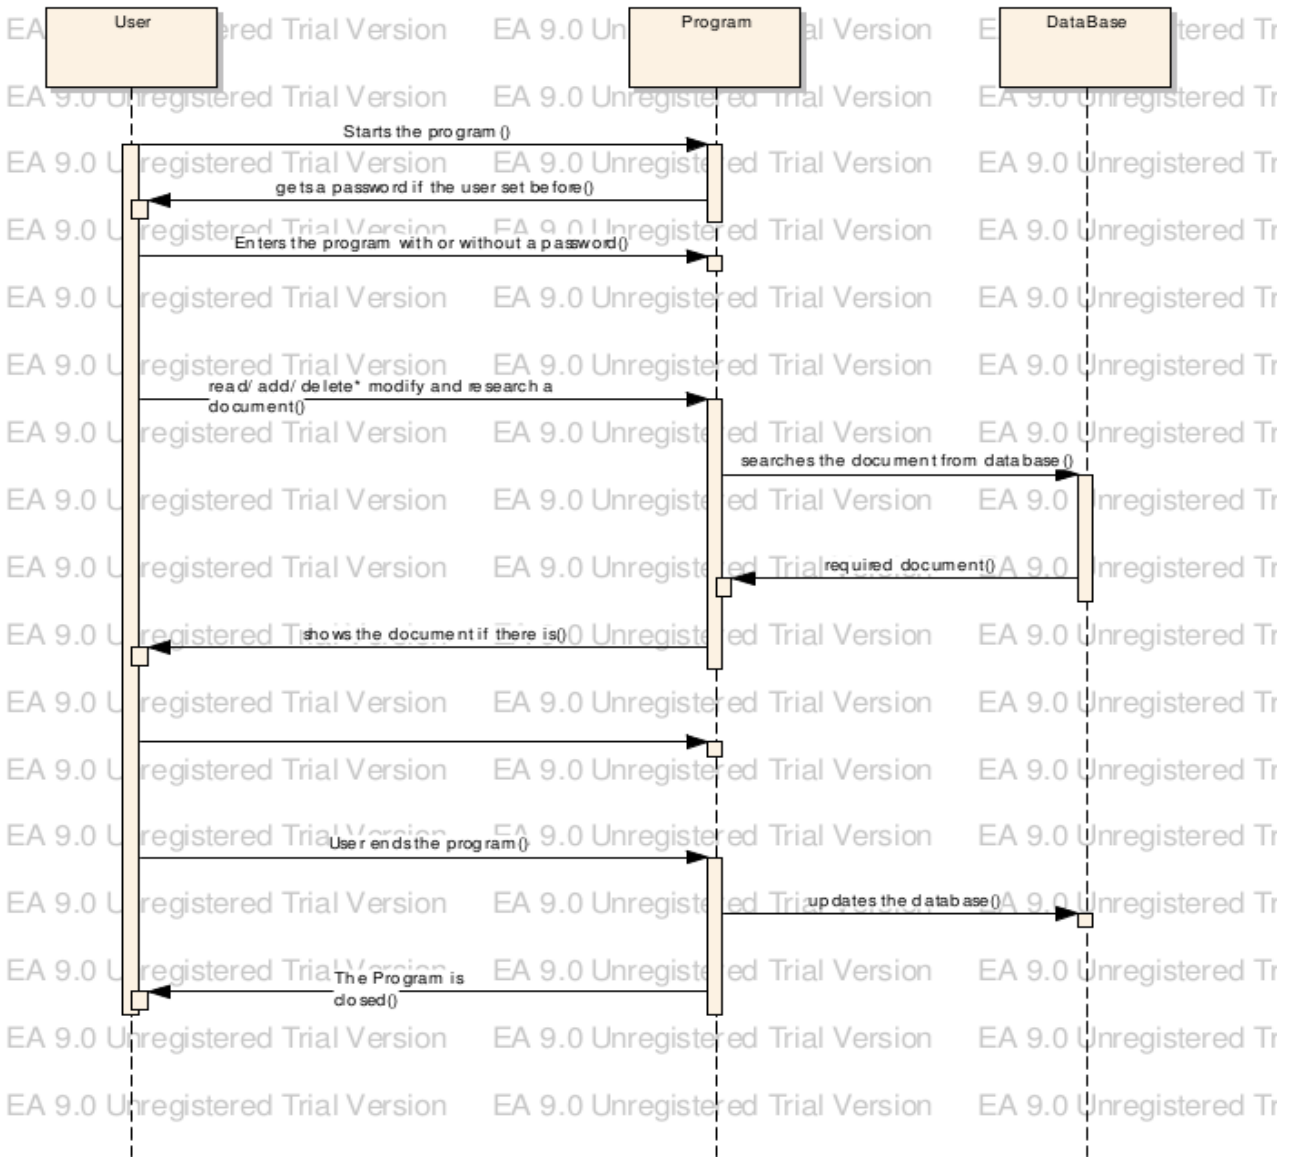 User
Program
DataBase
Starts the program ()
gets a password if the user set before()
Enters the program with or without a password()
read/ add/ delete* modify and research a
document()
searches the document from database()
required document()
shows the document if there is()
User ends the program()
updates the database()
The Program is
closed()
EA 9.0 Unregistered Trial Version